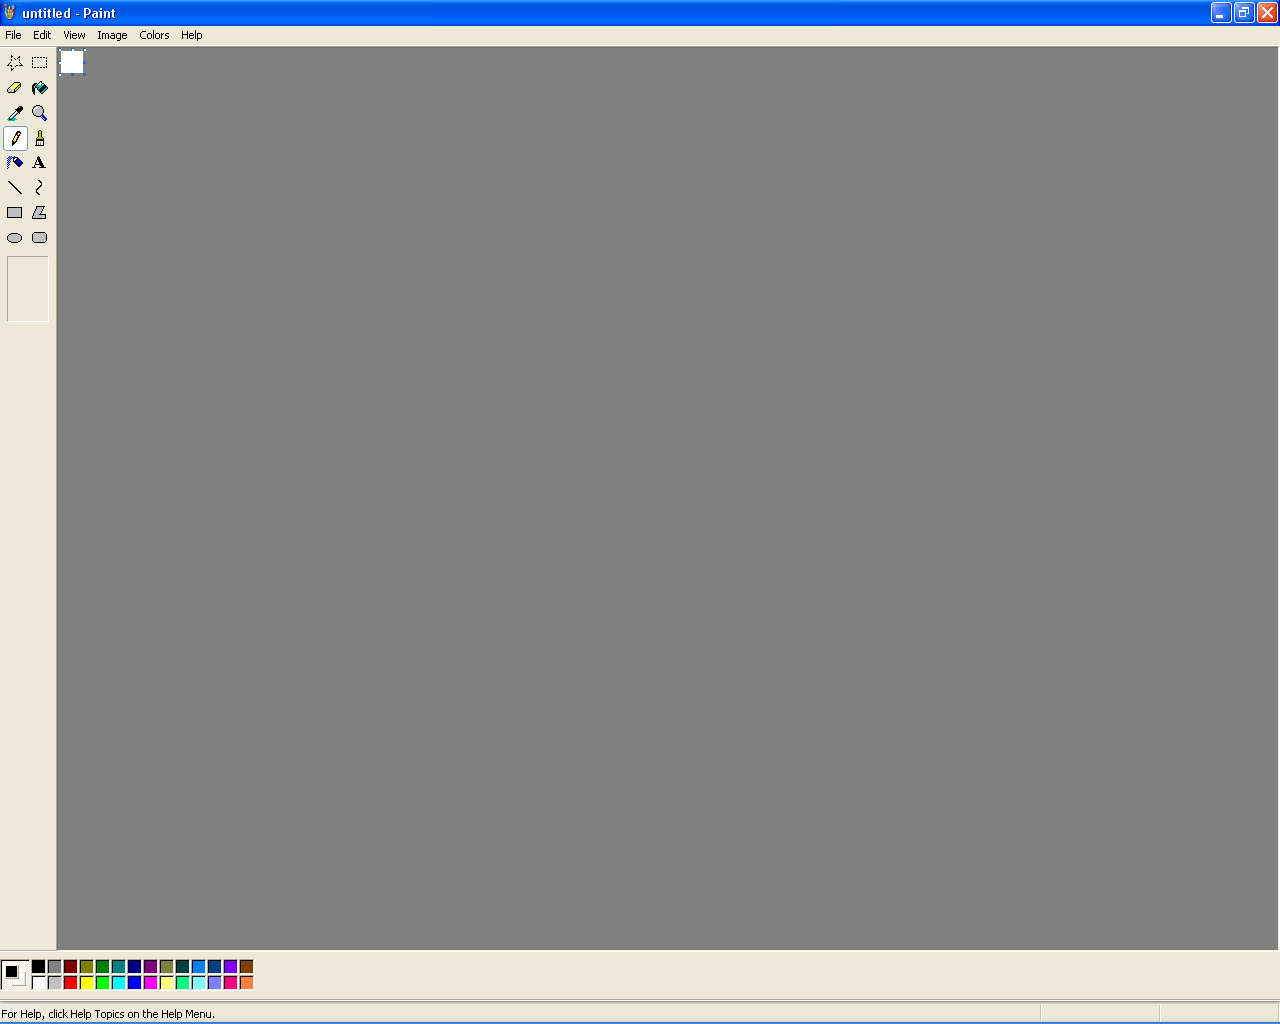 untitled - Paint
File Edit View Image Colors Help
A
For Help, click Help Topics on the Help Menu.